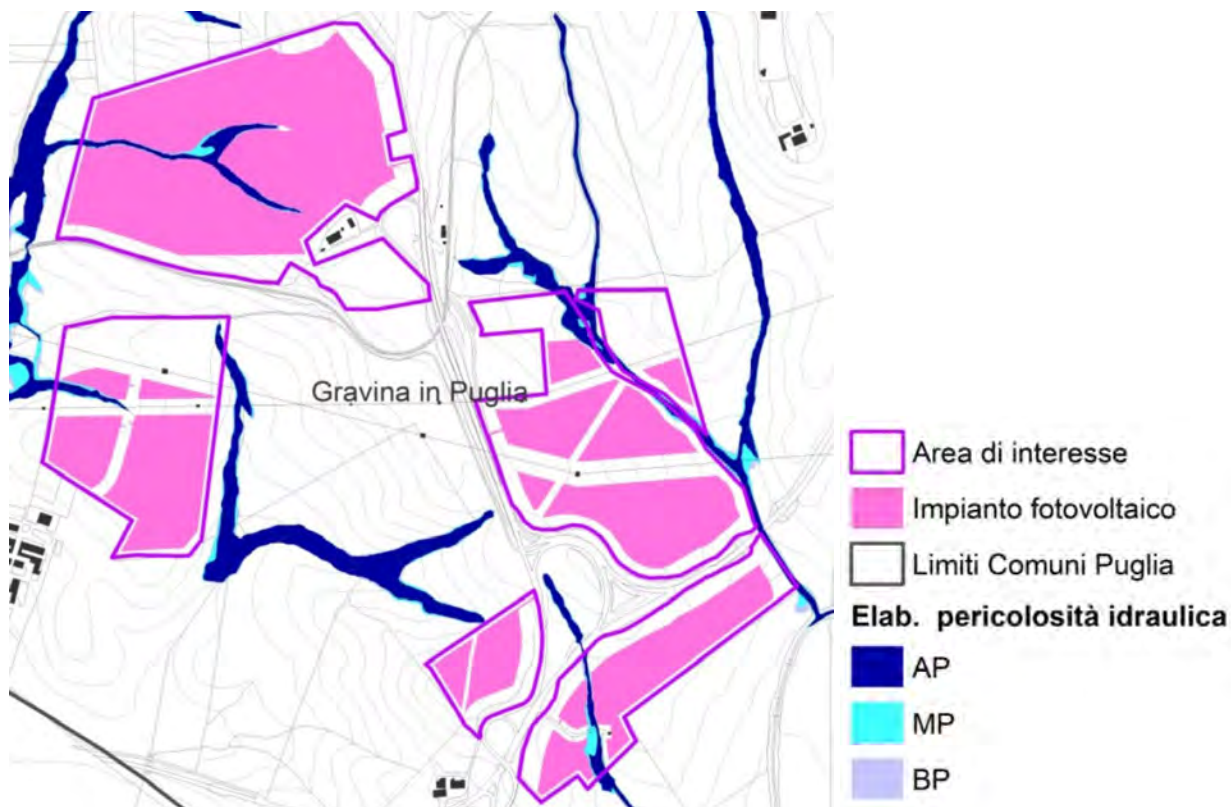 Gravina in Puglia
Area di interesse
Impianto fotovoltaico
Limiti Comuni Puglia
Elab. pericolosità idraulica
AP
MP
BP